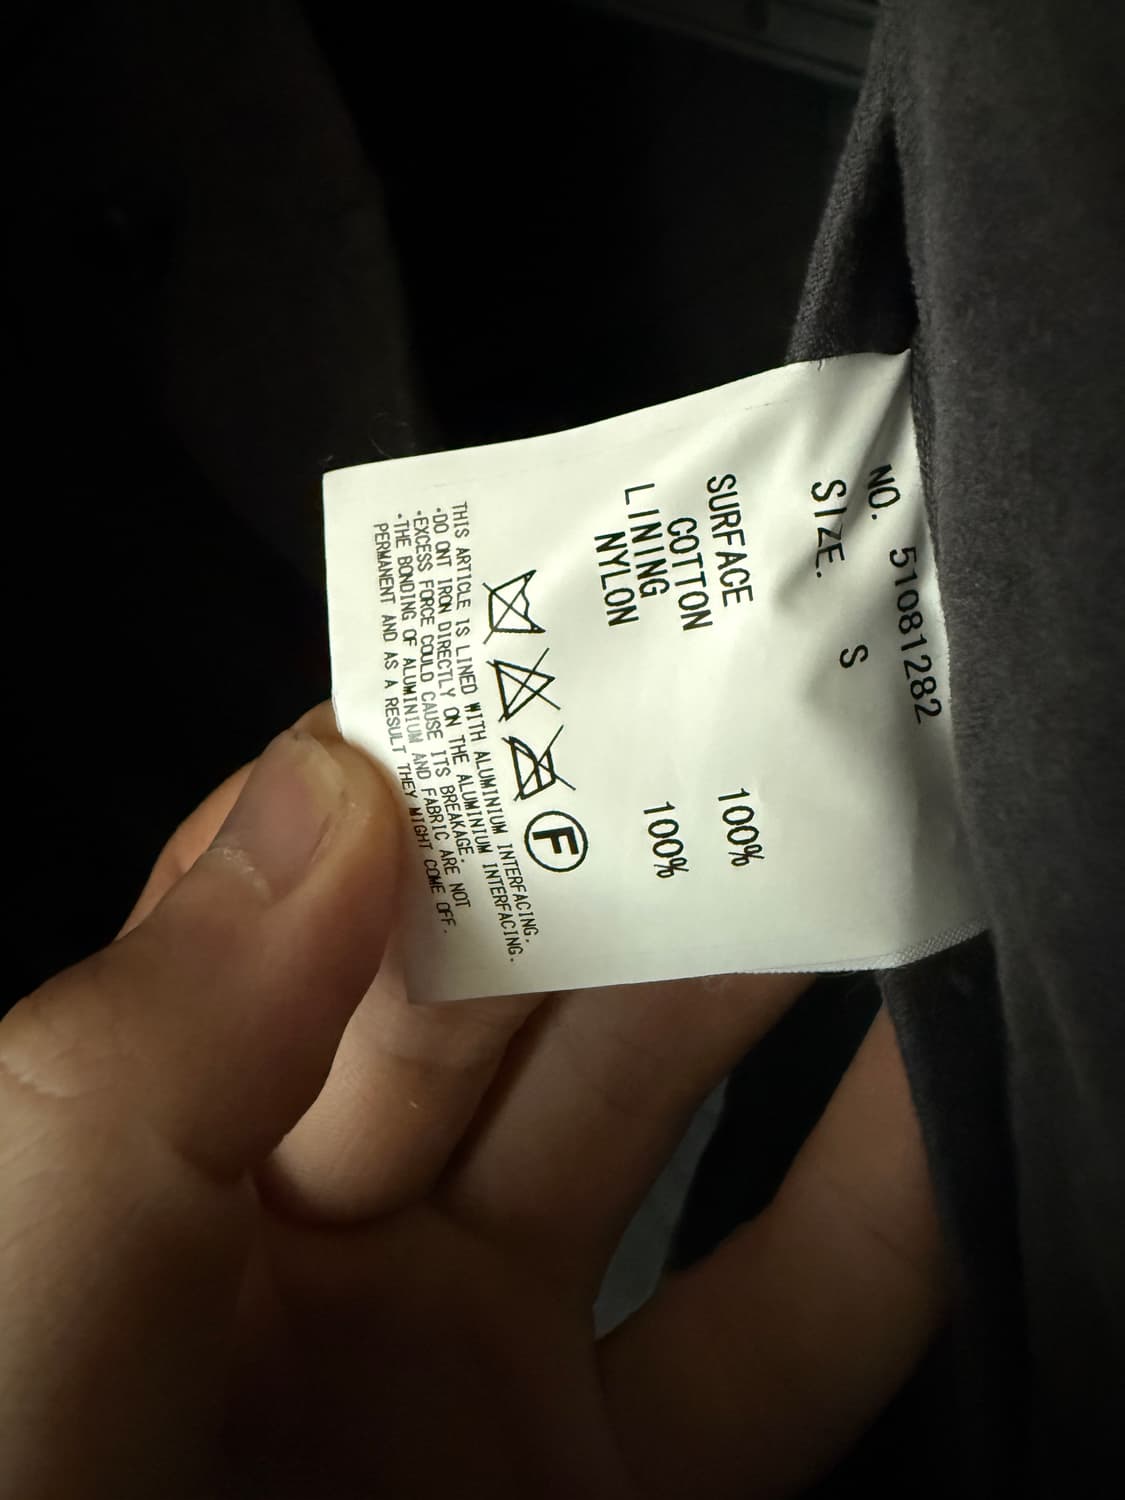 NO. 51081282
SIZE. S
SURFACE
COTTON 100%
LINING
NYLON 100%
F
THIS ARTICLE IS LINED WITH ALUMINIUM INTERFACING.
·DO ONT IRON DIRECTLY ON THE ALUMINIUM INTERFACING.
·EXCESS FORCE COULD CAUSE ITS BREAKAGE.
·THE BONDING OF ALUMINIUM AND FABRIC ARE NOT
PERMANENT AND AS A RESULT THEY MIGHT COME OFF.